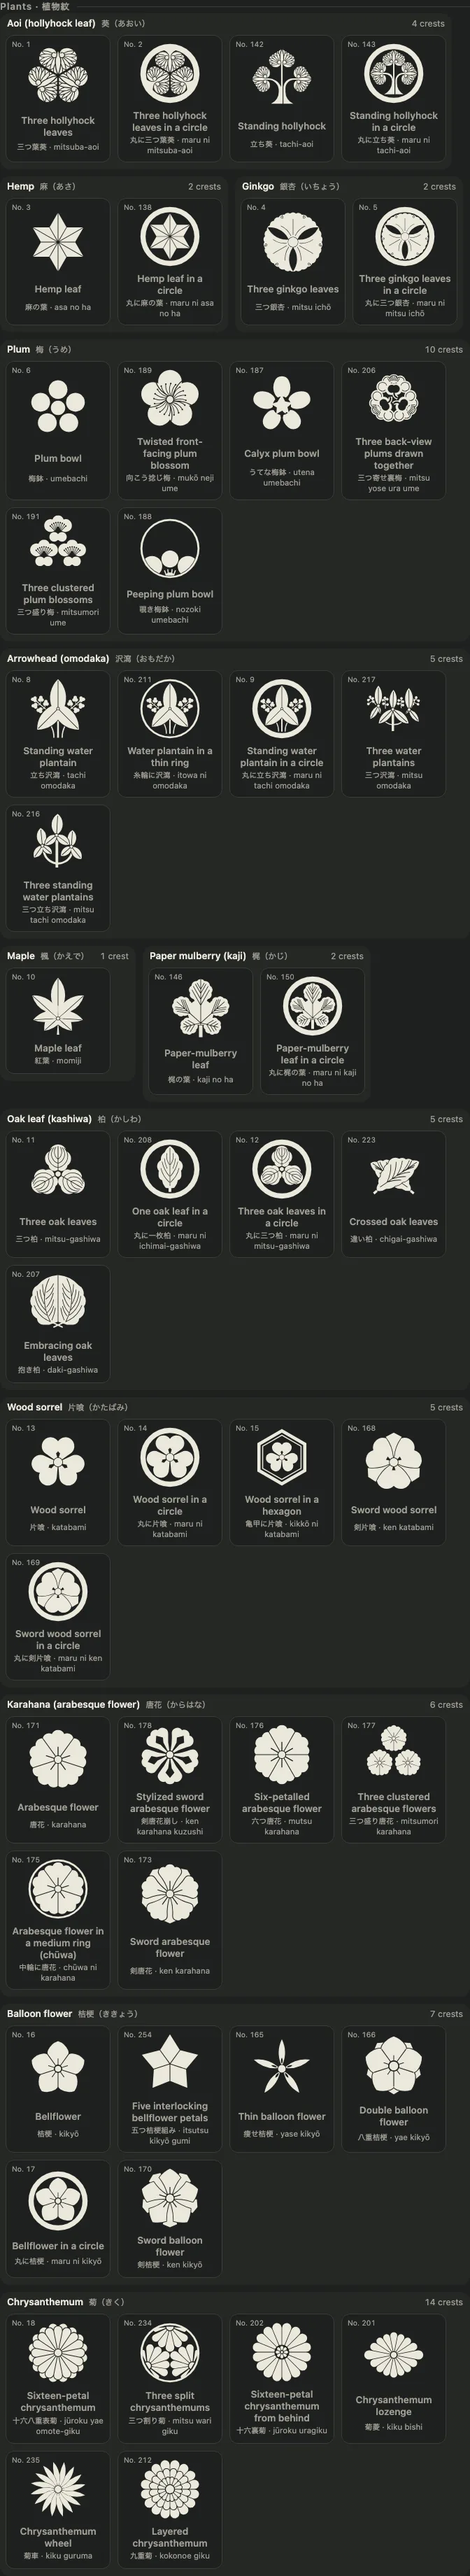 Plants · 植物紋
Aoi (hollyhock leaf) 葵（あおい） 4 crests
No. 1
Three hollyhock
leaves
三つ葉葵 · mitsuba-aoi
No. 2
Three hollyhock
leaves in a circle
丸に三つ葉葵 · maru ni
mitsuba-aoi
No. 142
Standing hollyhock
立ち葵 · tachi-aoi
No. 143
Standing hollyhock
in a circle
丸に立ち葵 · maru ni
tachi-aoi
Hemp 麻（あさ） 2 crests
No. 3
Hemp leaf
麻の葉 · asa no ha
No. 138
Hemp leaf in a
circle
丸に麻の葉 · maru ni asa
no ha
Ginkgo 銀杏（いちょう） 2 crests
No. 4
Three ginkgo leaves
三つ銀杏 · mitsu ichō
No. 5
Three ginkgo leaves
in a circle
丸に三つ銀杏 · maru ni
mitsu ichō
Plum 梅（うめ） 10 crests
No. 6
Plum bowl
梅鉢 · umebachi
No. 189
Twisted front-
facing plum
blossom
向こう捻じ梅 · mukō neji
ume
No. 187
Calyx plum bowl
うてな梅鉢 · utena
umebachi
No. 206
Three back-view
plums drawn
together
三つ寄せ裏梅 · mitsu
yose ura ume
No. 191
Three clustered
plum blossoms
三つ盛り梅 · mitsumori
ume
No. 188
Peeping plum bowl
覗き梅鉢 · nozoki
umebachi
Arrowhead (omodaka) 沢瀉（おもだか） 5 crests
No. 8
Standing water
plantain
立ち沢瀉 · tachi
omodaka
No. 211
Water plantain in a
thin ring
糸輪に沢瀉 · itowa ni
omodaka
No. 9
Standing water
plantain in a circle
丸に立ち沢瀉 · maru ni
tachi omodaka
No. 217
Three water
plantains
三つ沢瀉 · mitsu
omodaka
No. 216
Three standing
water plantains
三つ立ち沢瀉 · mitsu
tachi omodaka
Maple 楓（かえで） 1 crest
No. 10
Maple leaf
紅葉 · momiji
Paper mulberry (kaji) 梶（かじ） 2 crests
No. 146
Paper-mulberry
leaf
梶の葉 · kaji no ha
No. 150
Paper-mulberry
leaf in a circle
丸に梶の葉 · maru ni kaji
no ha
Oak leaf (kashiwa) 柏（かしわ） 5 crests
No. 11
Three oak leaves
三つ柏 · mitsu-gashiwa
No. 208
One oak leaf in a
circle
丸に一枚柏 · maru ni
ichimai-gashiwa
No. 12
Three oak leaves in
a circle
丸に三つ柏 · maru ni
mitsu-gashiwa
No. 223
Crossed oak leaves
違い柏 · chigai-gashiwa
No. 207
Embracing oak
leaves
抱き柏 · daki-gashiwa
Wood sorrel 片喰（かたばみ） 5 crests
No. 13
Wood sorrel
片喰 · katabami
No. 14
Wood sorrel in a
circle
丸に片喰 · maru ni
katabami
No. 15
Wood sorrel in a
hexagon
亀甲に片喰 · kikkō ni
katabami
No. 168
Sword wood sorrel
剣片喰 · ken katabami
No. 169
Sword wood sorrel
in a circle
丸に剣片喰 · maru ni ken
katabami
Karahana (arabesque flower) 唐花（からはな） 6 crests
No. 171
Arabesque flower
唐花 · karahana
No. 178
Stylized sword
arabesque flower
剣唐花崩し · ken
karahana kuzushi
No. 176
Six-petalled
arabesque flower
六つ唐花 · mutsu
karahana
No. 177
Three clustered
arabesque flowers
三つ盛り唐花 · mitsumori
karahana
No. 175
Arabesque flower in
a medium ring
(chūwa)
中輪に唐花 · chūwa ni
karahana
No. 173
Sword arabesque
flower
剣唐花 · ken karahana
Balloon flower 桔梗（ききょう） 7 crests
No. 16
Bellflower
桔梗 · kikyō
No. 254
Five interlocking
bellflower petals
五つ桔梗組み · itsutsu
kikyō gumi
No. 165
Thin balloon flower
痩せ桔梗 · yase kikyō
No. 166
Double balloon
flower
八重桔梗 · yae kikyō
No. 17
Bellflower in a circle
丸に桔梗 · maru ni kikyō
No. 170
Sword balloon
flower
剣桔梗 · ken kikyō
Chrysanthemum 菊（きく） 14 crests
No. 18
Sixteen-petal
chrysanthemum
十六八重表菊 · jūroku yae
omote-giku
No. 234
Three split
chrysanthemums
三つ割り菊 · mitsu wari
giku
No. 202
Sixteen-petal
chrysanthemum
from behind
十六裏菊 · jūroku uragiku
No. 201
Chrysanthemum
lozenge
菊菱 · kiku bishi
No. 235
Chrysanthemum
wheel
菊車 · kiku guruma
No. 212
Layered
chrysanthemum
九重菊 · kokonoe giku